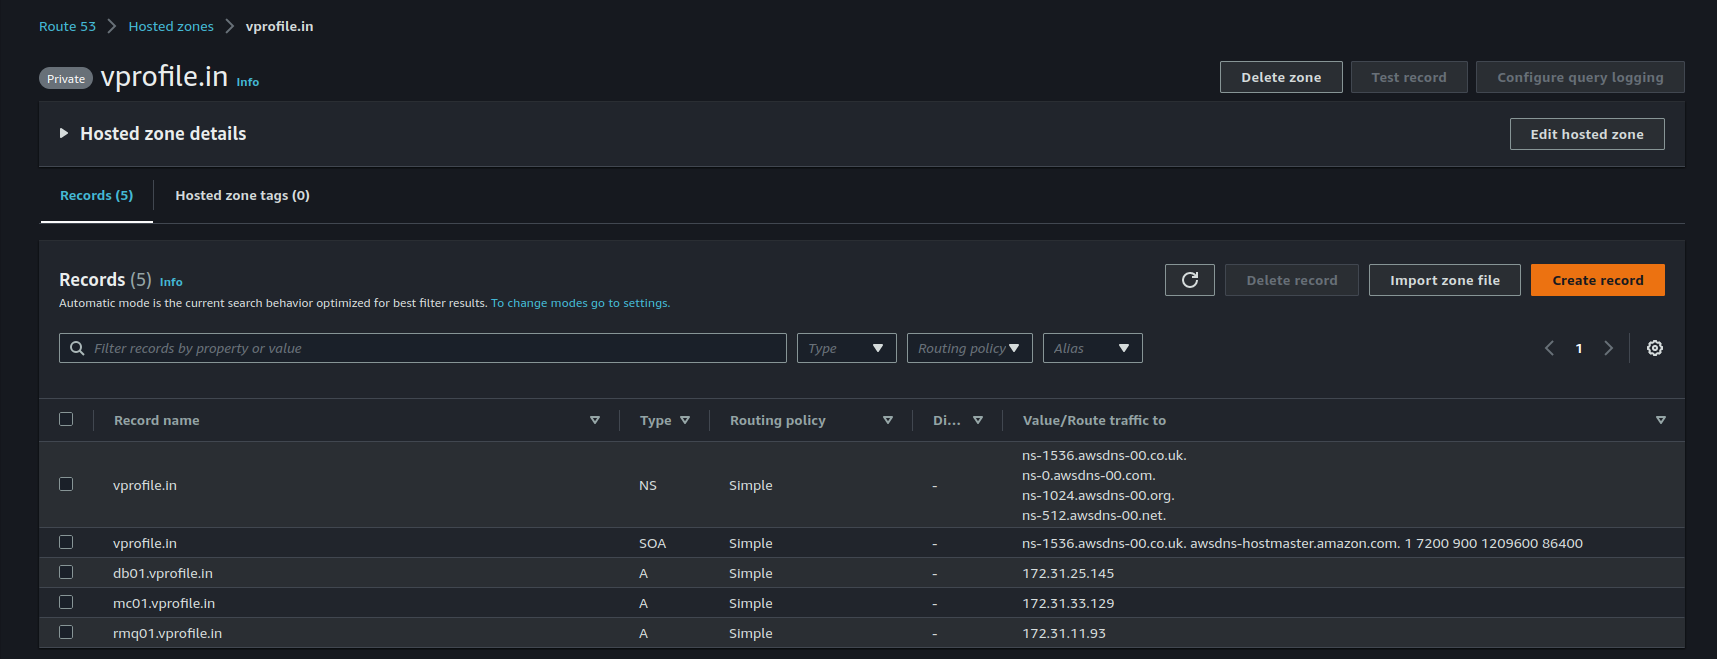 Route 53 > Hosted zones > vprofile.in
Private vprofile.in Info
Delete zone Test record Configure query logging
Hosted zone details
Edit hosted zone
Records (5) Hosted zone tags (0)
Records (5) Info
Delete record Import zone file Create record
Automatic mode is the current search behavior optimized for best filter results. To change modes go to settings.
Filter records by property or value Type Routing policy Alias 1
Record name Type Routing policy Di... Value/Route traffic to
vprofile.in NS Simple - ns-1536.awsdns-00.co.uk.
ns-0.awsdns-00.com.
ns-1024.awsdns-00.org.
ns-512.awsdns-00.net.
vprofile.in SOA Simple - ns-1536.awsdns-00.co.uk. awsdns-hostmaster.amazon.com. 1 7200 900 1209600 86400
db01.vprofile.in A Simple - 172.31.25.145
mc01.vprofile.in A Simple - 172.31.33.129
rmq01.vprofile.in A Simple - 172.31.11.93